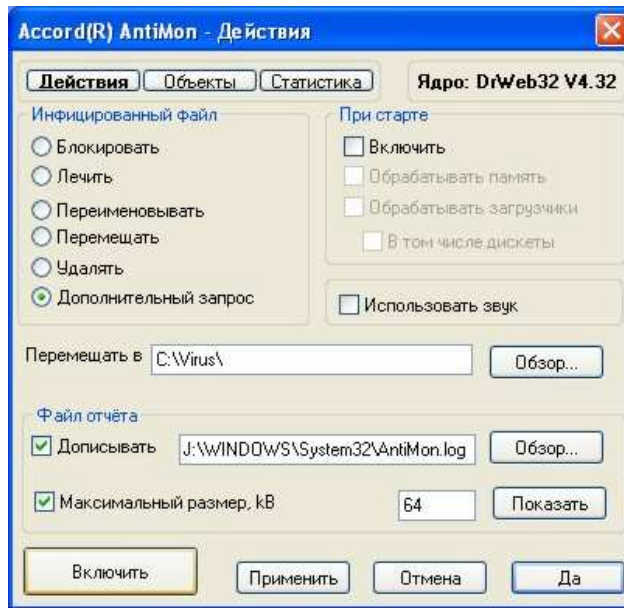 Accord(R) AntiMon - Действия
Действия Объекты Статистика Ядро: DrWeb32 V4.32
Инфицированный файл
Блокировать
Лечить
Переименовывать
Перемещать
Удалять
Дополнительный запрос
При старте
Включить
Обрабатывать память
Обрабатывать загрузчики
В том числе дискеты
Использовать звук
Перемещать в C:\Virus\ Обзор...
Файл отчёта
Дописывать J:\WINDOWS\System32\AntiMon.log Обзор...
Максимальный размер, kB 64 Показать
Включить Применить Отмена Да